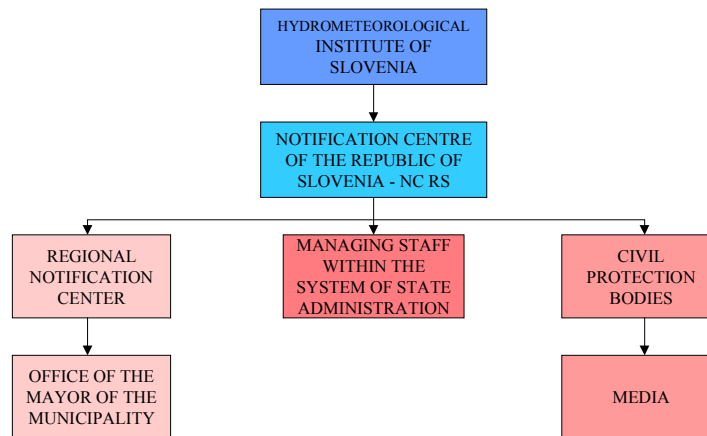 HYDROMETEOROLOGICAL
INSTITUTE OF
SLOVENIA
NOTIFICATION CENTRE
OF THE REPUBLIC OF
SLOVENIA - NC RS
REGIONAL
NOTIFICATION
CENTER
MANAGING STAFF
WITHIN THE
SYSTEM OF STATE
ADMINISTRATION
CIVIL
PROTECTION
BODIES
OFFICE OF THE
MAYOR OF THE
MUNICIPALITY
MEDIA